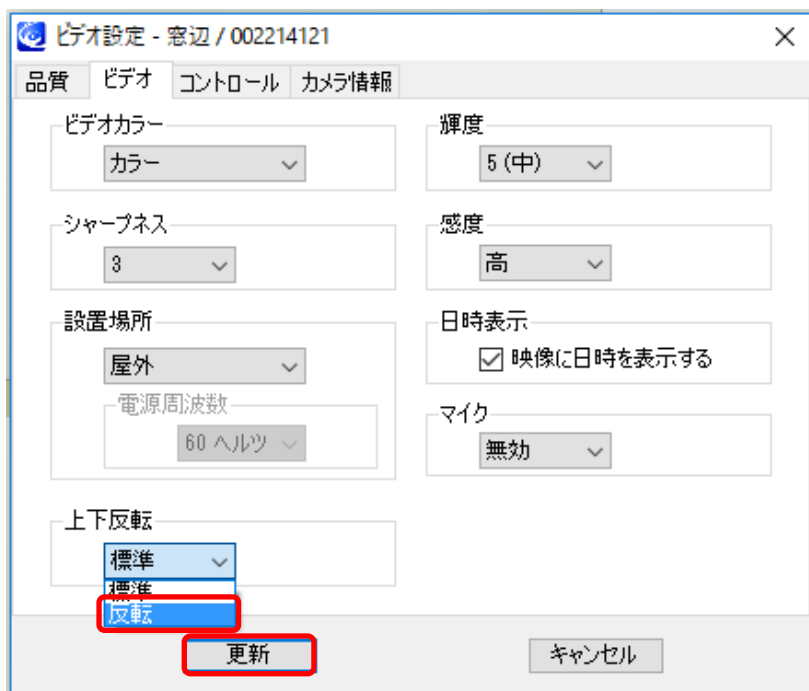 ビデオ設定 - 窓辺 / 002214121
品質 ビデオ コントロール カメラ情報
ビデオカラー
カラー
輝度
5 (中)
シャープネス
3
感度
高
設置場所
屋外
電源周波数
60 ヘルツ
日時表示
映像に日時を表示する
マイク
無効
上下反転
標準
標準
反転
更新 キャンセル